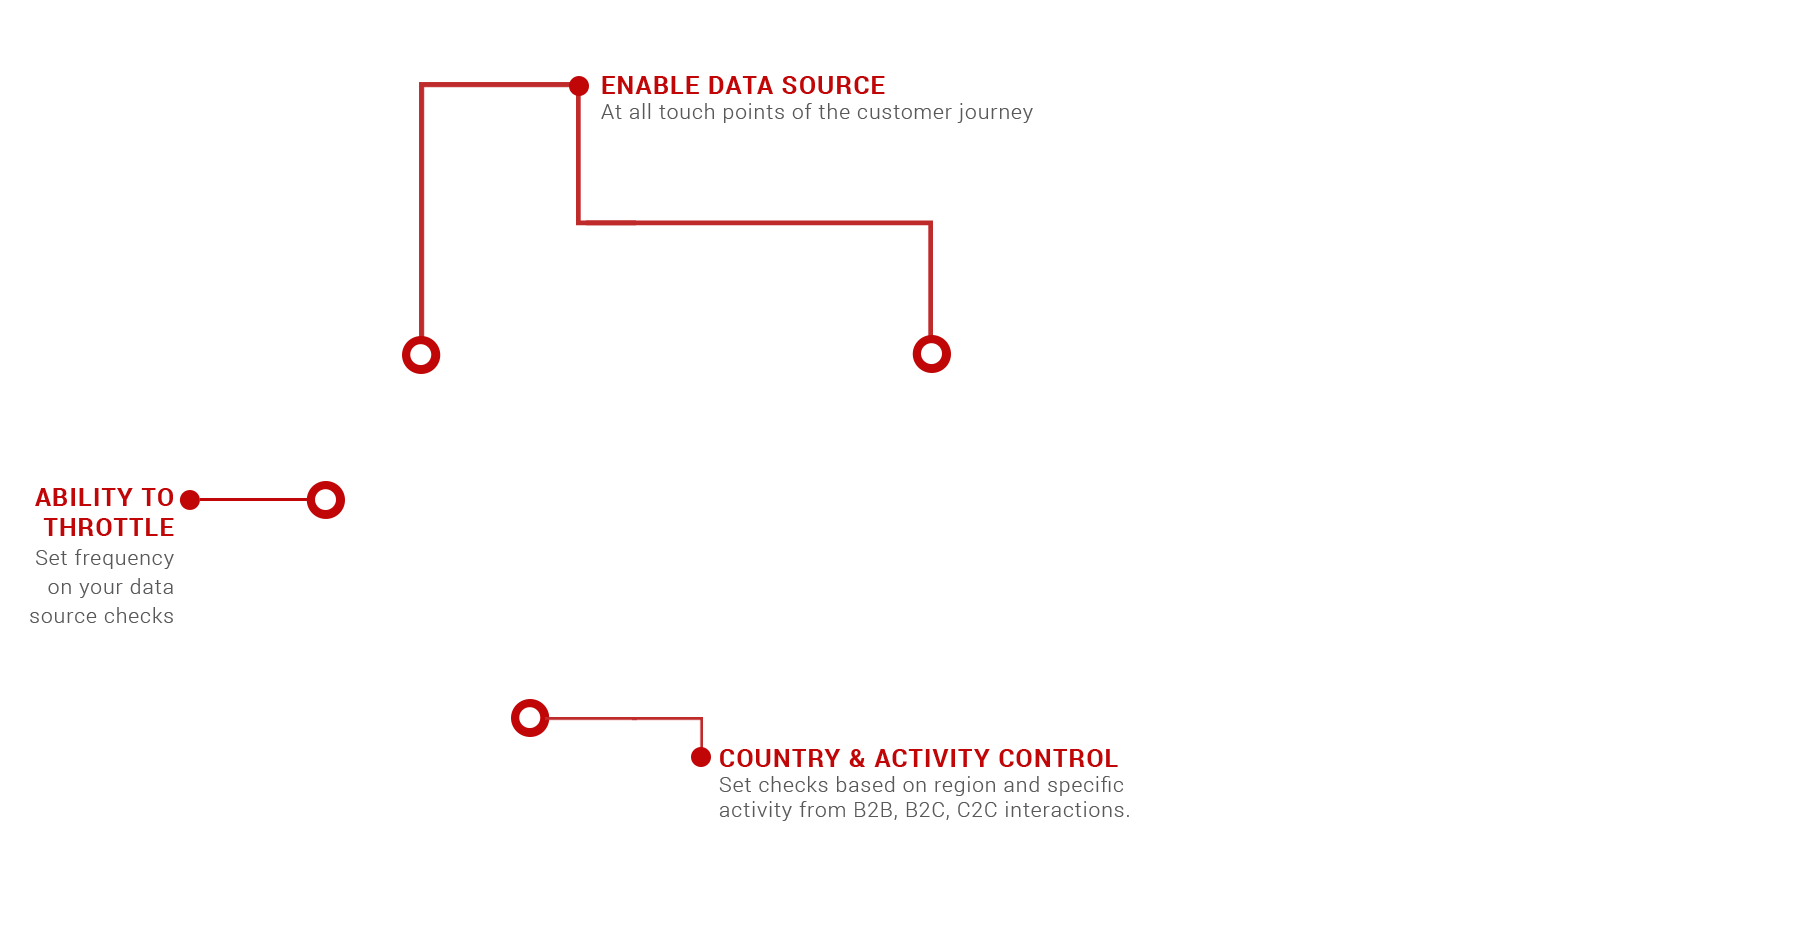 ENABLE DATA SOURCE
At all touch points of the customer journey
ABILITY TO
THROTTLE
Set frequency
on your data
source checks
COUNTRY & ACTIVITY CONTROL
Set checks based on region and specific
activity from B2B, B2C, C2C interactions.